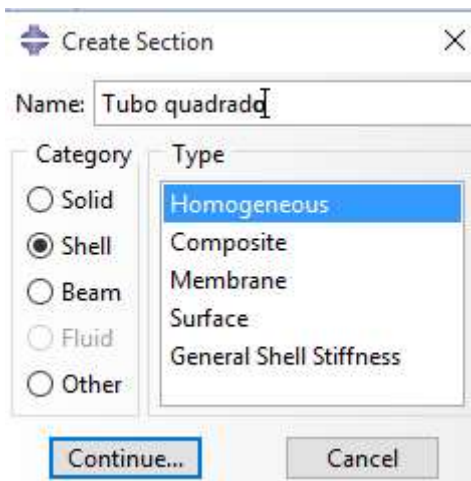 Create Section
Name: Tubo quadrado
Category
Type
Solid
Shell
Beam
Fluid
Other
Homogeneous
Composite
Membrane
Surface
General Shell Stiffness
Continue...
Cancel